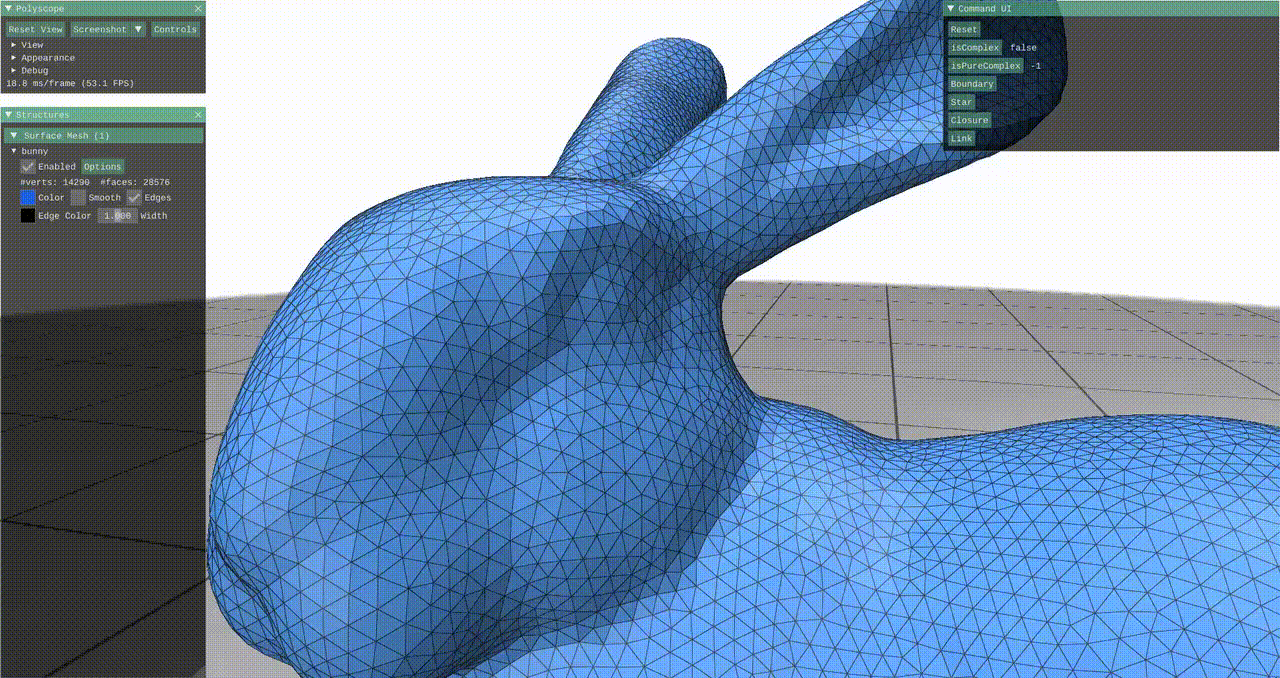 Polyscope
Reset View Screenshot Controls
View
Appearance
Debug
18.8 ms/frame (53.1 FPS)
Structures
Surface Mesh (1)
bunny
Enabled Options
#verts: 14290 #faces: 28576
Color Smooth Edges
Edge Color 1.000 Width
Command UI
Reset
isComplex false
isPureComplex -1
Boundary
Star
Closure
Link